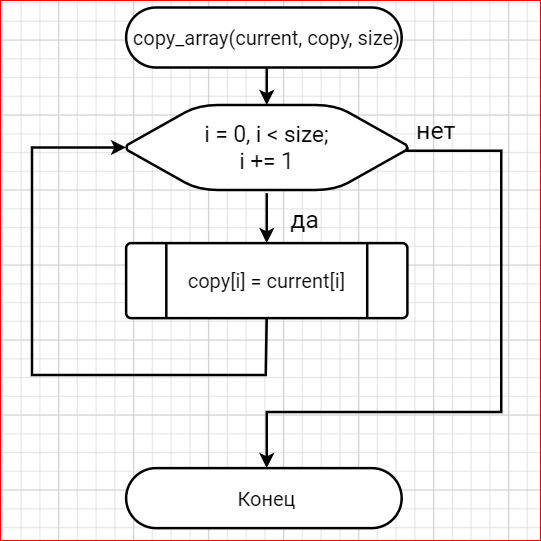 copy_array(current, copy, size)
i = 0, i < size;
i += 1
нет
да
copy[i] = current[i]
Конец